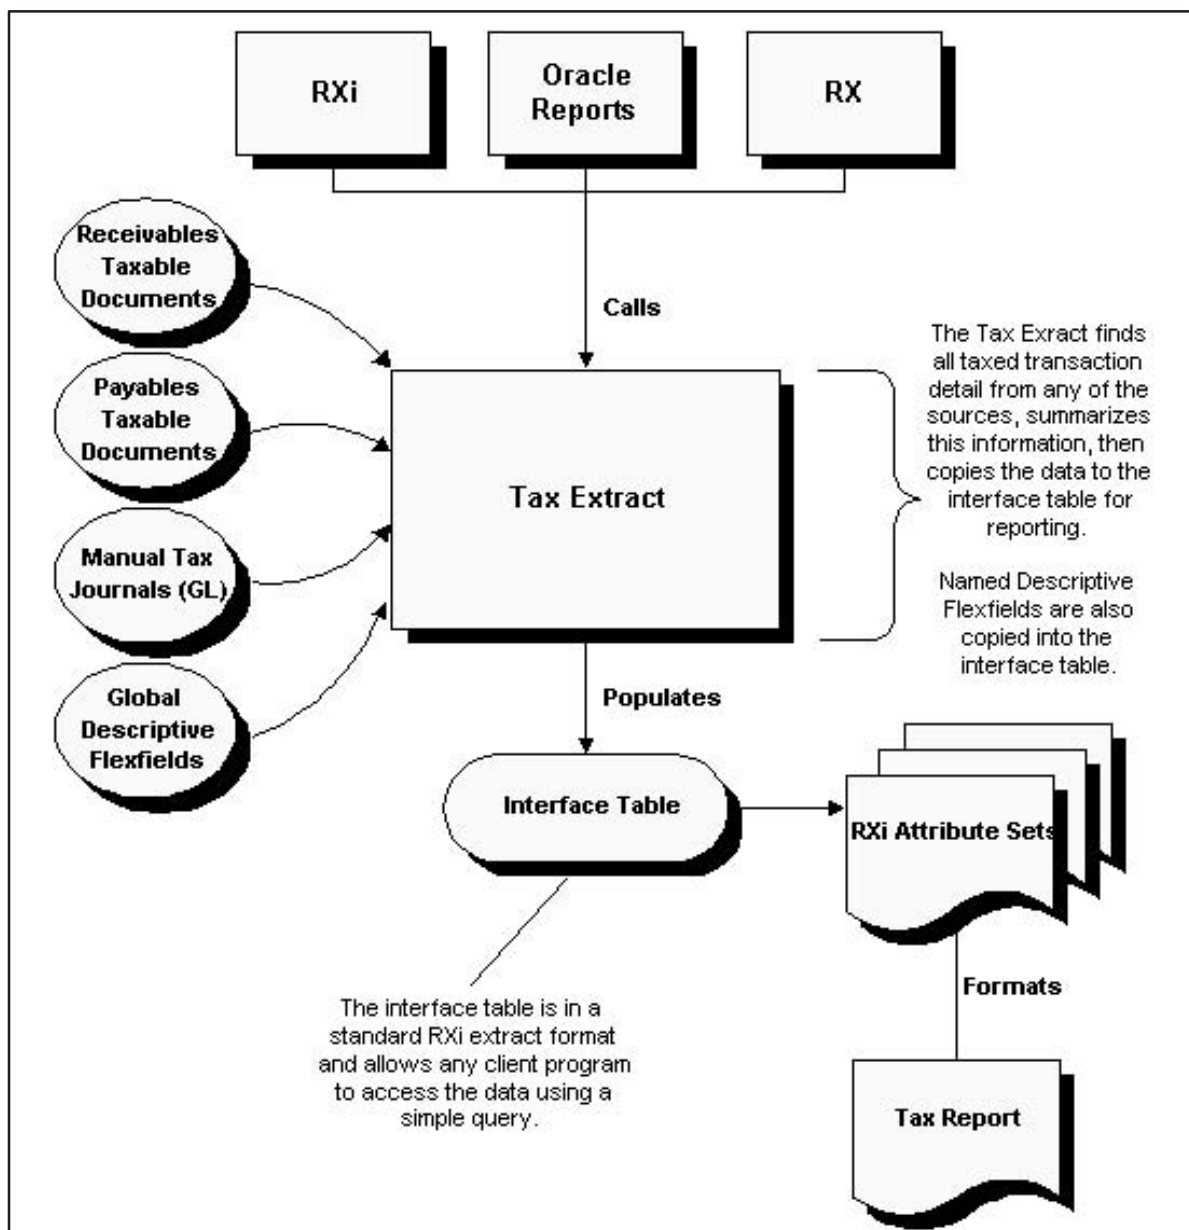 RXi
Oracle
Reports
RX
Receivables
Taxable
Documents
Calls
Payables
Taxable
Documents
The Tax Exract finds
all taxed transaction
detail from any of the
sources, summarizes
this information, then
copies the data to the
interface table for
reporting.
Tax Extract
Manual Tax
Journals (GL)
Named Descriptive
Flexfields are also
copied into the
interface table.
Global
Descriptive
Flexfields
Populates
Interface Table
RXi Attribute Sets
The interface table is in a
standard RXi extract format
and allows any client program
to access the data using a
simple query.
Formats
Tax Report